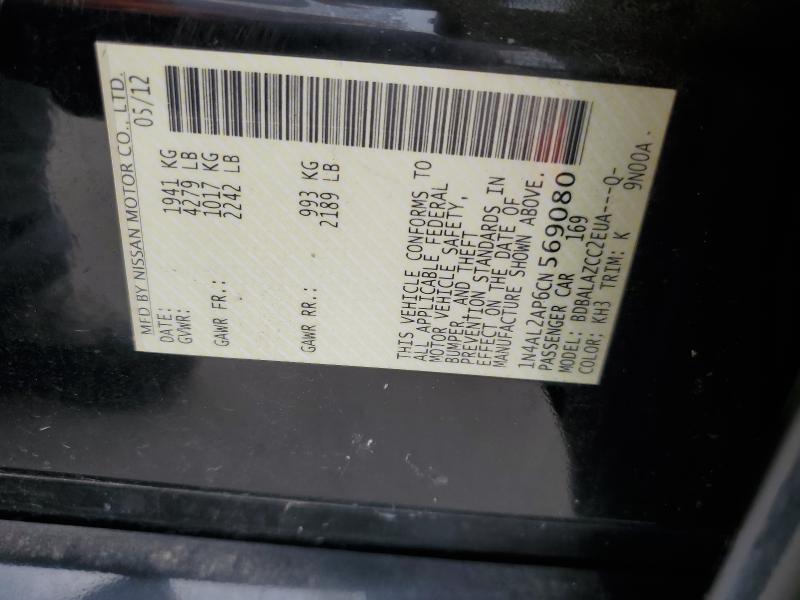 MFD BY NISSAN MOTOR CO., LTD.
DATE: 05/12
GVWR: 1941 KG
4279 LB
GAWR FR.: 1017 KG
2242 LB
GAWR RR.: 993 KG
2189 LB
THIS VEHICLE CONFORMS TO
ALL APPLICABLE FEDERAL
MOTOR VEHICLE SAFETY,
BUMPER, AND THEFT
PREVENTION STANDARDS IN
EFFECT ON THE DATE OF
MANUFACTURE SHOWN ABOVE.
1N4AL2AP6CN569080
PASSENGER CAR 169
MODEL: BDBALAZCC2EUA---Q-
COLOR: KH3 TRIM: K 9N00A.